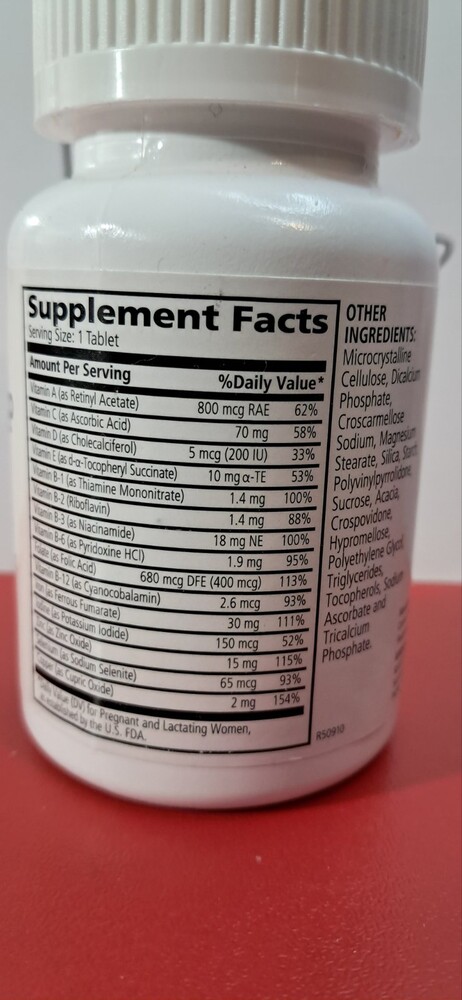 Supplement Facts
Serving Size: 1 Tablet
Amount Per Serving %Daily Value*
Vitamin A (as Retinyl Acetate) 800 mcg RAE 62%
Vitamin C (as Ascorbic Acid) 70 mg 58%
Vitamin D (as Cholecalciferol) 5 mcg (200 IU) 33%
Vitamin E (as d-α-Tocopheryl Succinate) 10 mg α-TE 53%
Vitamin B-1 (as Thiamine Mononitrate) 1.4 mg 100%
Vitamin B-2 (Riboflavin) 1.4 mg 88%
Vitamin B-3 (as Niacinamide) 18 mg NE 100%
Vitamin B-6 (as Pyridoxine HCl) 1.9 mg 95%
Folate (as Folic Acid) 680 mcg DFE (400 mcg) 113%
Vitamin B-12 (as Cyanocobalamin) 2.6 mcg 93%
(as Ferrous Fumarate) 30 mg 111%
(as Potassium Iodide) 150 mcg 52%
(as Zinc Oxide) 15 mg 115%
(as Sodium Selenite) 65 mcg 93%
(as Cupric Oxide) 2 mg 154%
Value (DV) for Pregnant and Lactating Women,
as established by the U.S. FDA.
OTHER
INGREDIENTS:
Microcrystalline
Cellulose, Dicalcium
Phosphate,
Croscarmellose
Sodium, Magnesium
Stearate, Silica, Starch,
Polyvinylpyrrolidone,
Sucrose, Acacia,
Crospovidone,
Hypromellose,
Polyethylene Glycol,
Triglycerides,
Tocopherols, Sodium
Ascorbate and
Tricalcium
Phosphate.
R50910